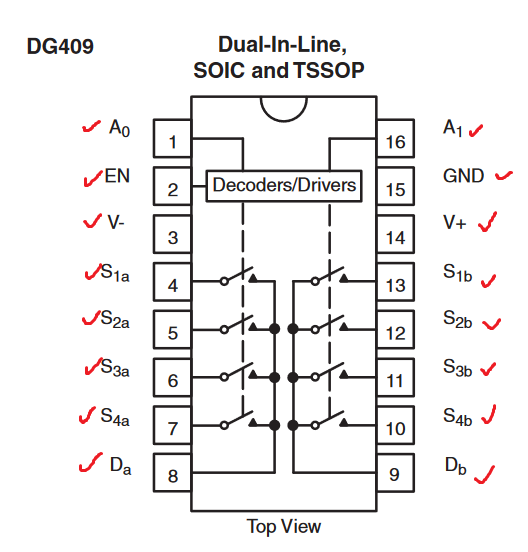 DG409
Dual-In-Line,
SOIC and TSSOP
A0 1 16 A1
EN 2 Decoders/Drivers 15 GND
V- 3 14 V+
S1a 4 13 S1b
S2a 5 12 S2b
S3a 6 11 S3b
S4a 7 10 S4b
Da 8 9 Db
Top View